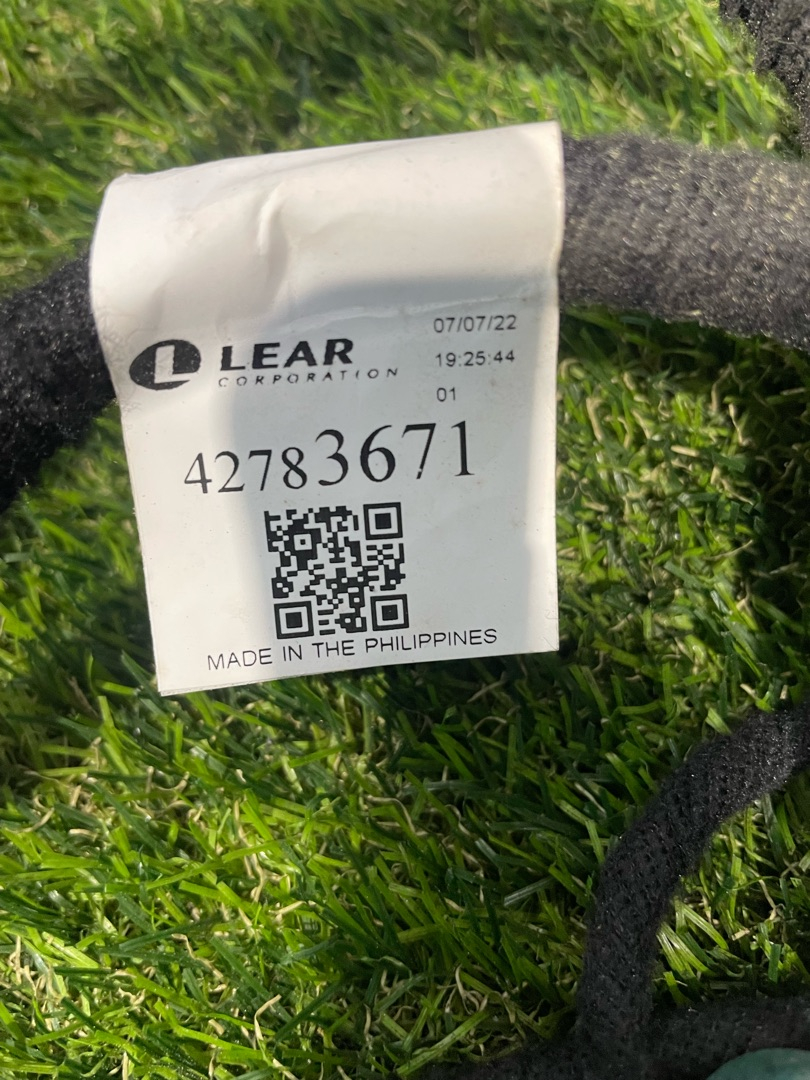 LEAR
CORPORATION
07/07/22
19:25:44
01
42783671
MADE IN THE PHILIPPINES